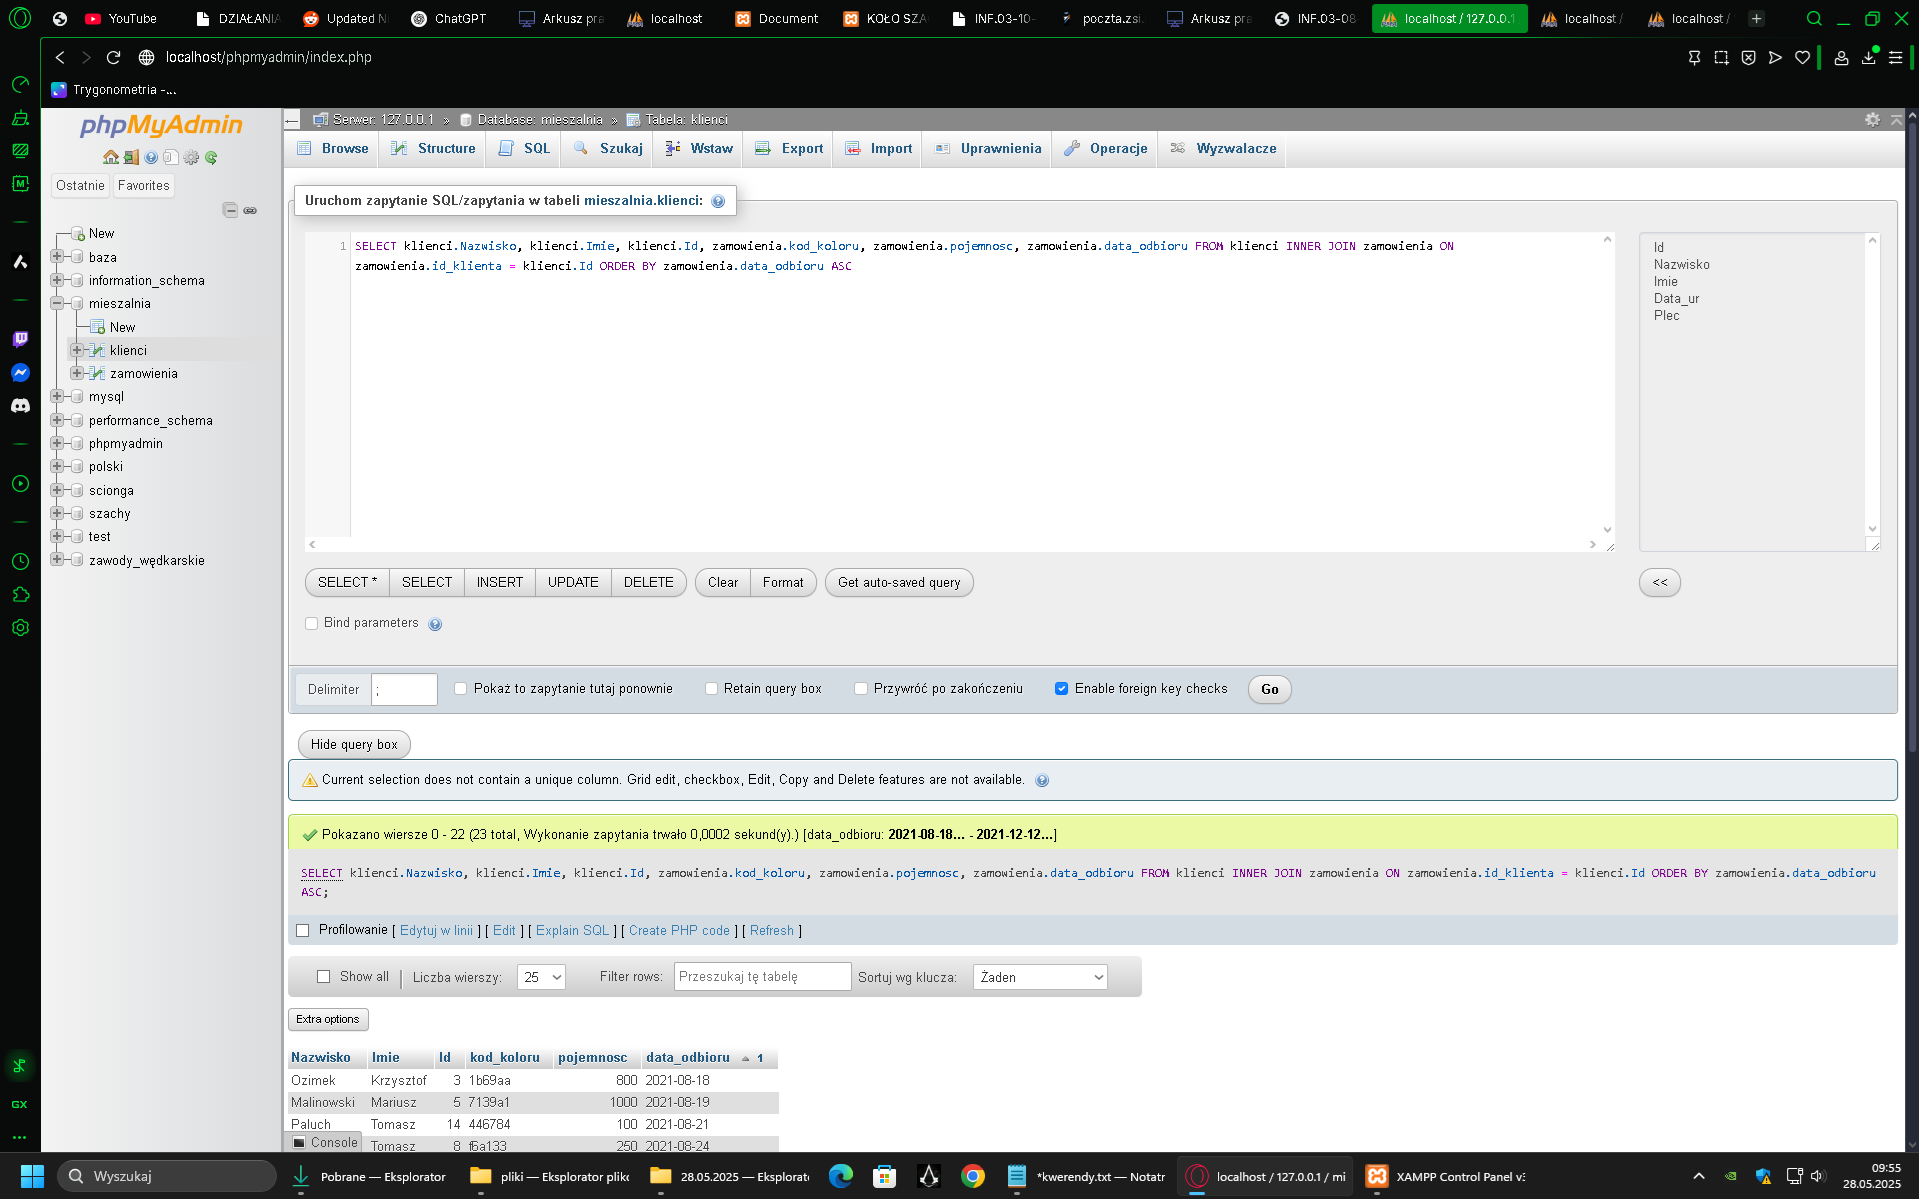 YouTube DZIAŁANIA Updated Ni ChatGPT Arkusz pra localhost Document KOŁO SZA INF.03-10- poczta.zsi. Arkusz pra INF.03-08- localhost / 127.0.0.1 localhost / localhost /
localhost/phpmyadmin/index.php
Trygonometria -...
phpMyAdmin
Ostatnie Favorites
New
baza
information_schema
mieszalnia
New
klienci
zamowienia
mysql
performance_schema
phpmyadmin
polski
scionga
szachy
test
zawody_wędkarskie
Serwer: 127.0.0.1 » Database: mieszalnia » Tabela: klienci
Browse Structure SQL Szukaj Wstaw Export Import Uprawnienia Operacje Wyzwalacze
Uruchom zapytanie SQL/zapytania w tabeli mieszalnia.klienci:
1 SELECT klienci.Nazwisko, klienci.Imie, klienci.Id, zamowienia.kod_koloru, zamowienia.pojemnosc, zamowienia.data_odbioru FROM klienci INNER JOIN zamowienia ON
zamowienia.id_klienta = klienci.Id ORDER BY zamowienia.data_odbioru ASC
Id
Nazwisko
Imie
Data_ur
Plec
SELECT * SELECT INSERT UPDATE DELETE Clear Format Get auto-saved query <<
Bind parameters
Delimiter ; Pokaż to zapytanie tutaj ponownie Retain query box Przywróć po zakończeniu Enable foreign key checks Go
Hide query box
Current selection does not contain a unique column. Grid edit, checkbox, Edit, Copy and Delete features are not available.
Pokazano wiersze 0 - 22 (23 total, Wykonanie zapytania trwało 0,0002 sekund(y).) [data_odbioru: 2021-08-18... - 2021-12-12...]
SELECT klienci.Nazwisko, klienci.Imie, klienci.Id, zamowienia.kod_koloru, zamowienia.pojemnosc, zamowienia.data_odbioru FROM klienci INNER JOIN zamowienia ON zamowienia.id_klienta = klienci.Id ORDER BY zamowienia.data_odbioru
ASC;
Profilowanie [ Edytuj w linii ] [ Edit ] [ Explain SQL ] [ Create PHP code ] [ Refresh ]
Show all Liczba wierszy: 25 Filter rows: Przeszukaj tę tabelę Sortuj wg klucza: Żaden
Extra options
Nazwisko Imie Id kod_koloru pojemnosc data_odbioru 1
Ozimek Krzysztof 3 1b69aa 800 2021-08-18
Malinowski Mariusz 5 7139a1 1000 2021-08-19
Paluch Tomasz 14 446784 100 2021-08-21
Console Tomasz 8 f6a133 250 2021-08-24
GX
Wyszukaj Pobrane — Eksplorator pliki — Eksplorator plików 28.05.2025 — Eksplorato *kwerendy.txt — Notatn localhost / 127.0.0.1 / mi XAMPP Control Panel v3
09:55
28.05.2025